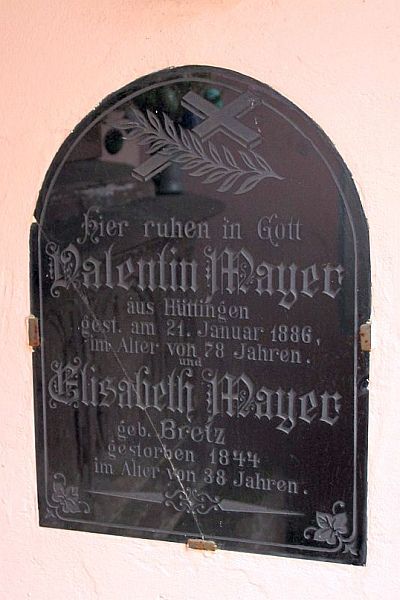 Hier ruhen in Gott
Valentin Mayer
aus Hüttingen
gest. am 21. Januar 1886,
im Alter von 78 Jahren.
und
Elisabeth Mayer
geb. Bretz
gestorben 1844
im Alter von 38 Jahren.